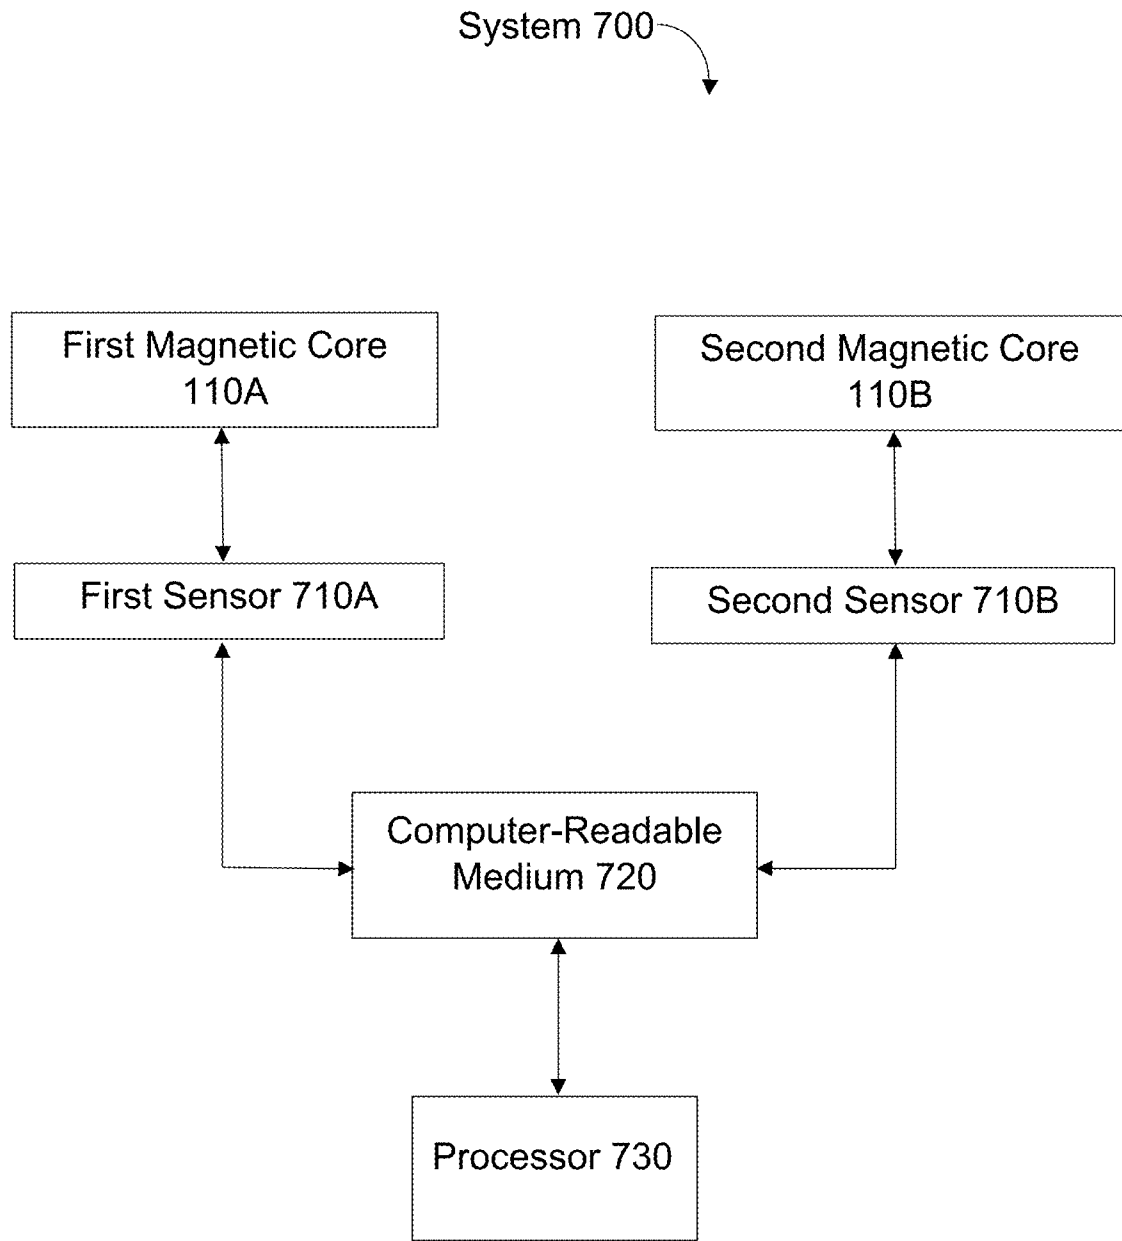 System 700
First Magnetic Core
110A
Second Magnetic Core
110B
First Sensor 710A
Second Sensor 710B
Computer-Readable
Medium 720
Processor 730